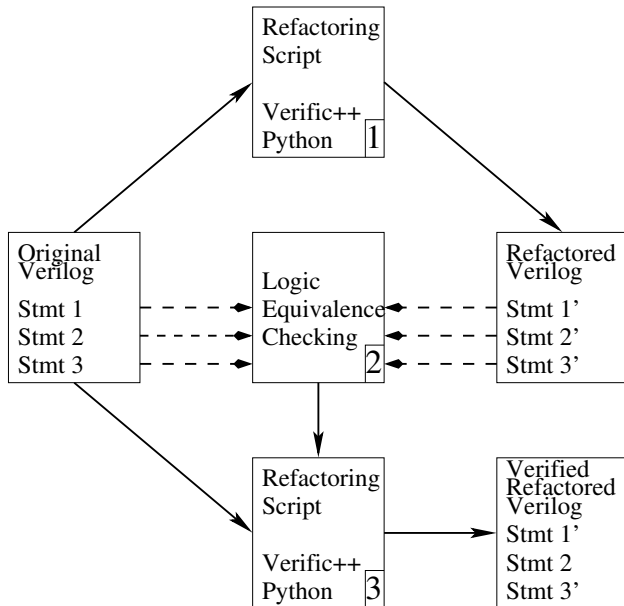 Refactoring
Script
Verific++
Python
1
Original
Verilog
Stmt 1
Stmt 2
Stmt 3
Logic
Equivalence
Checking
2
Refactored
Verilog
Stmt 1’
Stmt 2’
Stmt 3’
Refactoring
Script
Verific++
Python
3
Verified
Refactored
Verilog
Stmt 1’
Stmt 2
Stmt 3’